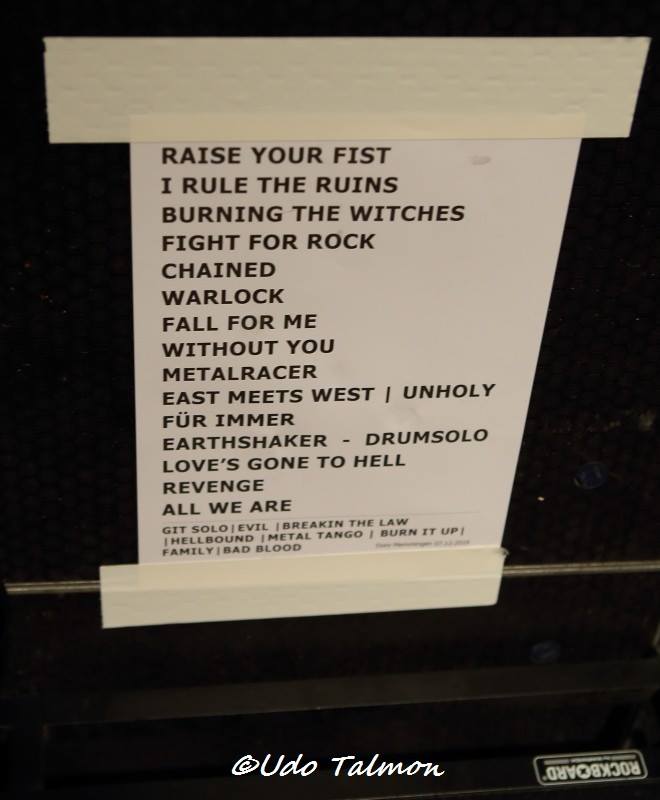 RAISE YOUR FIST
I RULE THE RUINS
BURNING THE WITCHES
FIGHT FOR ROCK
CHAINED
WARLOCK
FALL FOR ME
WITHOUT YOU
METALRACER
EAST MEETS WEST | UNHOLY
FÜR IMMER
EARTHSHAKER - DRUMSOLO
LOVE'S GONE TO HELL
REVENGE
ALL WE ARE
GIT SOLO|EVIL |BREAKIN THE LAW
|HELLBOUND |METAL TANGO | BURN IT UP|
FAMILY|BAD BLOOD
©Udo Talmon
ROCKBOARD